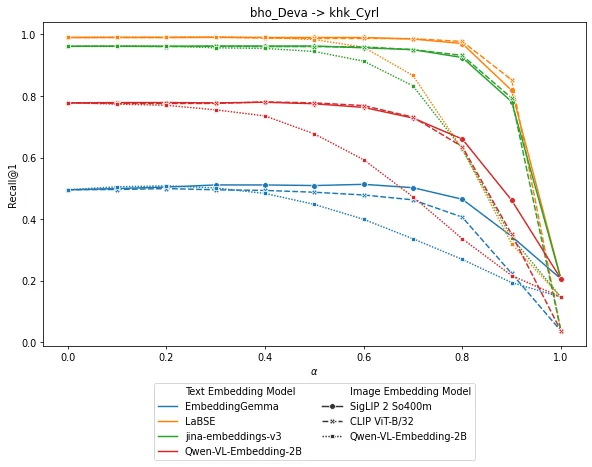 bho_Deva -> khk_Cyrl
Recall@1
1.0
0.8
0.6
0.4
0.2
0.0
0.0 0.2 0.4 0.6 0.8 1.0
α
Text Embedding Model Image Embedding Model
EmbeddingGemma SigLIP 2 So400m
LaBSE CLIP ViT-B/32
jina-embeddings-v3 Qwen-VL-Embedding-2B
Qwen-VL-Embedding-2B